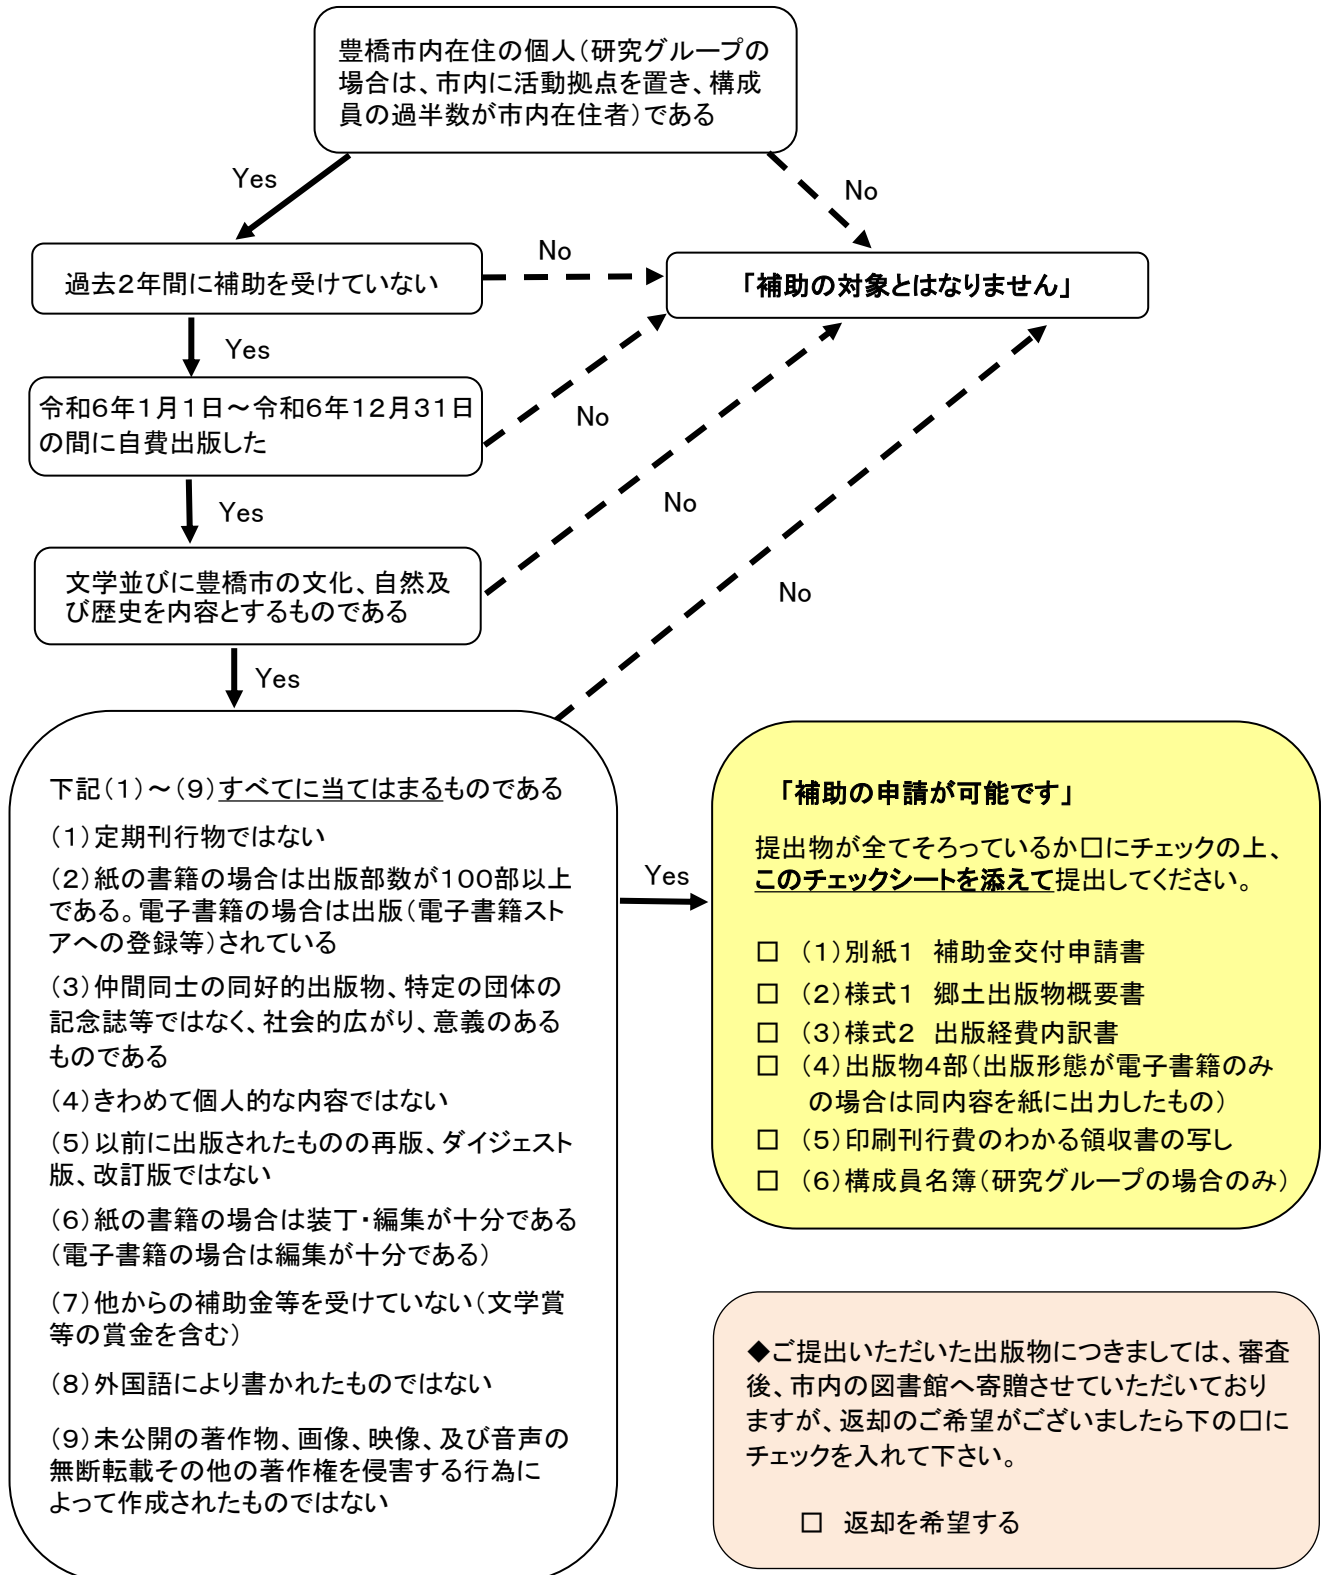 豊橋市内在住の個人（研究グループの
場合は、市内に活動拠点を置き、構成
員の過半数が市内在住者）である
Yes
No
過去２年間に補助を受けていない
No
「補助の対象とはなりません」
Yes
令和６年１月１日～令和６年１２月３１日
の間に自費出版した
No
Yes
No
文学並びに豊橋市の文化、自然及
び歴史を内容とするものである
No
Yes
下記（１）～（９）すべてに当てはまるものである
（１）定期刊行物ではない
（２）紙の書籍の場合は出版部数が１００部以上
である。電子書籍の場合は出版（電子書籍スト
アへの登録等）されている
（３）仲間同士の同好的出版物、特定の団体の
記念誌等ではなく、社会的広がり、意義のある
ものである
（４）きわめて個人的な内容ではない
（５）以前に出版されたものの再版、ダイジェスト
版、改訂版ではない
（６）紙の書籍の場合は装丁・編集が十分である
（電子書籍の場合は編集が十分である）
（７）他からの補助金等を受けていない（文学賞
等の賞金を含む）
（８）外国語により書かれたものではない
（９）未公開の著作物、画像、映像、及び音声の
無断転載その他の著作権を侵害する行為に
よって作成されたものではない
Yes
「補助の申請が可能です」
提出物が全てそろっているか□にチェックの上、
このチェックシートを添えて提出してください。
□ （１）別紙１ 補助金交付申請書
□ （２）様式１ 郷土出版物概要書
□ （３）様式２ 出版経費内訳書
□ （４）出版物４部（出版形態が電子書籍のみ
の場合は同内容を紙に出力したもの）
□ （５）印刷刊行費のわかる領収書の写し
□ （６）構成員名簿（研究グループの場合のみ）
◆ご提出いただいた出版物につきましては、審査
後、市内の図書館へ寄贈させていただいており
ますが、返却のご希望がございましたら下の□に
チェックを入れて下さい。
□ 返却を希望する